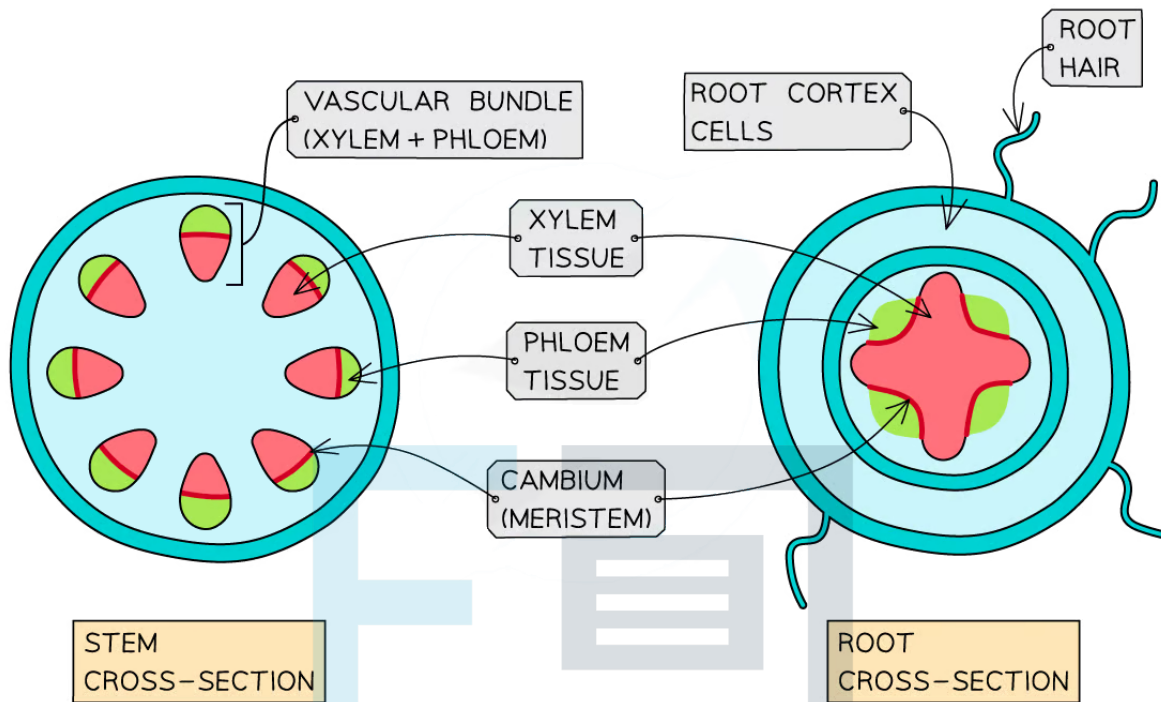 ROOT
HAIR
VASCULAR BUNDLE
(XYLEM + PHLOEM)
ROOT CORTEX
CELLS
XYLEM
TISSUE
PHLOEM
TISSUE
CAMBIUM
(MERISTEM)
STEM
CROSS-SECTION
ROOT
CROSS-SECTION